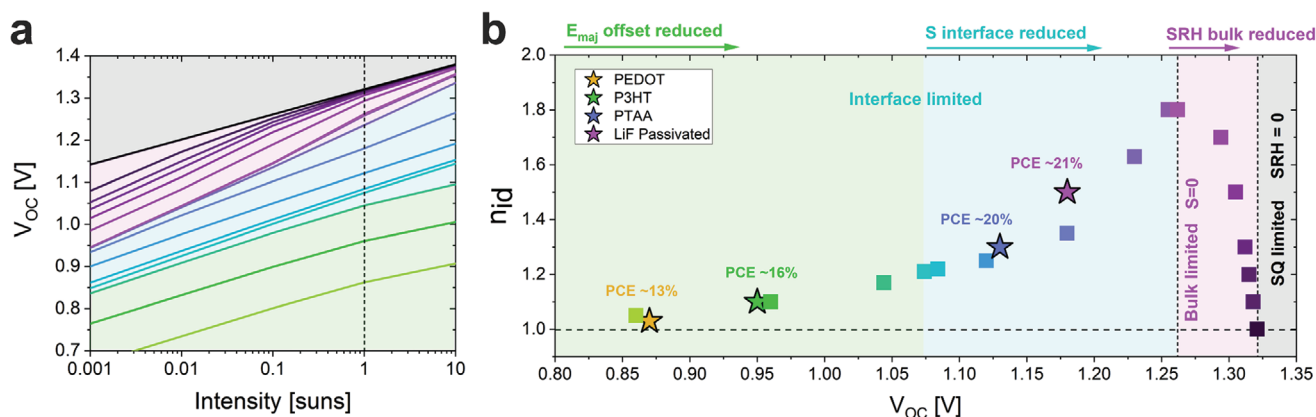 a
1.4
1.3
1.2
1.1
1.0
0.9
0.8
0.7
V_OC [V]
0.001
0.01
0.1
1
10
Intensity [suns]
b
E_maj offset reduced
S interface reduced
SRH bulk reduced
2.0
1.8
1.6
1.4
1.2
1.0
n_id
PEDOT
P3HT
PTAA
LiF Passivated
Interface limited
PCE ~21%
PCE ~20%
PCE ~16%
PCE ~13%
Bulk limited S=0
SQ limited SRH = 0
0.80
0.85
0.90
0.95
1.00
1.05
1.10
1.15
1.20
1.25
1.30
1.35
V_OC [V]